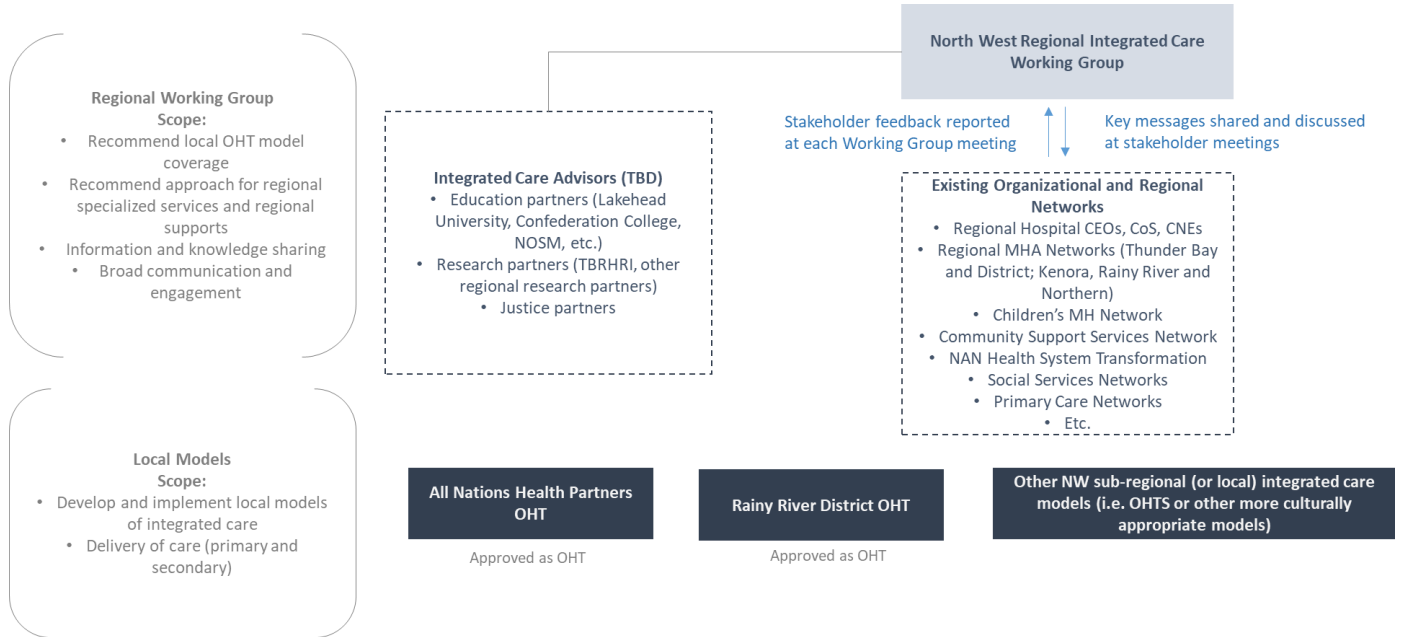 Regional Working Group
Scope:
• Recommend local OHT model
coverage
• Recommend approach for regional
specialized services and regional
supports
• Information and knowledge sharing
• Broad communication and
engagement
Integrated Care Advisors (TBD)
• Education partners (Lakehead
University, Confederation College,
NOSM, etc.)
• Research partners (TBRHRI, other
regional research partners)
• Justice partners
North West Regional Integrated Care
Working Group
Stakeholder feedback reported
at each Working Group meeting
Key messages shared and discussed
at stakeholder meetings
Existing Organizational and Regional
Networks
• Regional Hospital CEOs, CoS, CNEs
• Regional MHA Networks (Thunder Bay
and District; Kenora, Rainy River and
Northern)
• Children’s MH Network
• Community Support Services Network
• NAN Health System Transformation
• Social Services Networks
• Primary Care Networks
• Etc.
Local Models
Scope:
• Develop and implement local models
of integrated care
• Delivery of care (primary and
secondary)
All Nations Health Partners
OHT
Approved as OHT
Rainy River District OHT
Approved as OHT
Other NW sub-regional (or local) integrated care
models (i.e. OHTS or other more culturally
appropriate models)